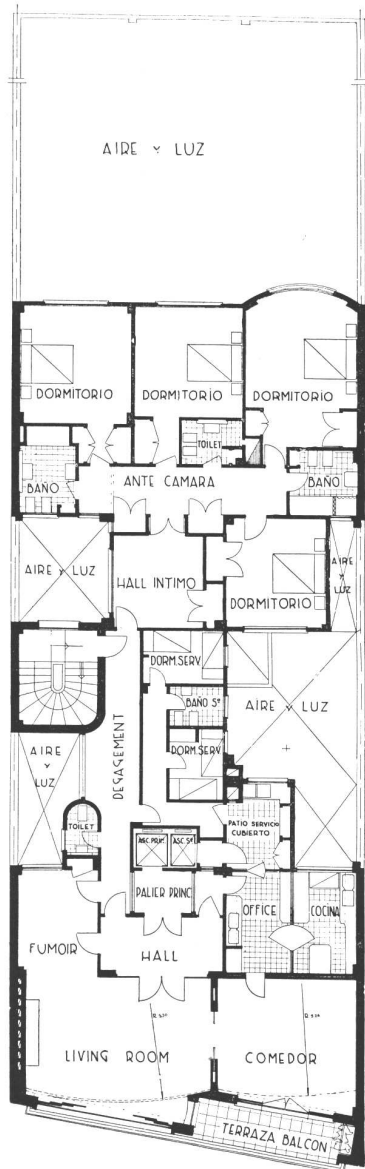 AIRE Y LUZ
DORMITORIO
DORMITORIO
DORMITORIO
TOILET
BAÑO
ANTE CAMARA
BAÑO
AIRE Y LUZ
HALL INTIMO
DORMITORIO
AIRE Y LUZ
DORM.SERV
BAÑO Sº
AIRE Y LUZ
DEGAGEMENT
DORM.SERV
AIRE Y LUZ
TOILET
PATIO SERVICIO
CUBIERTO
ASC.PRINC.
ASC.Sº
PALIER PRINC
OFFICE
COCINA
FUMOIR
HALL
LIVING ROOM
COMEDOR
TERRAZA BALCON